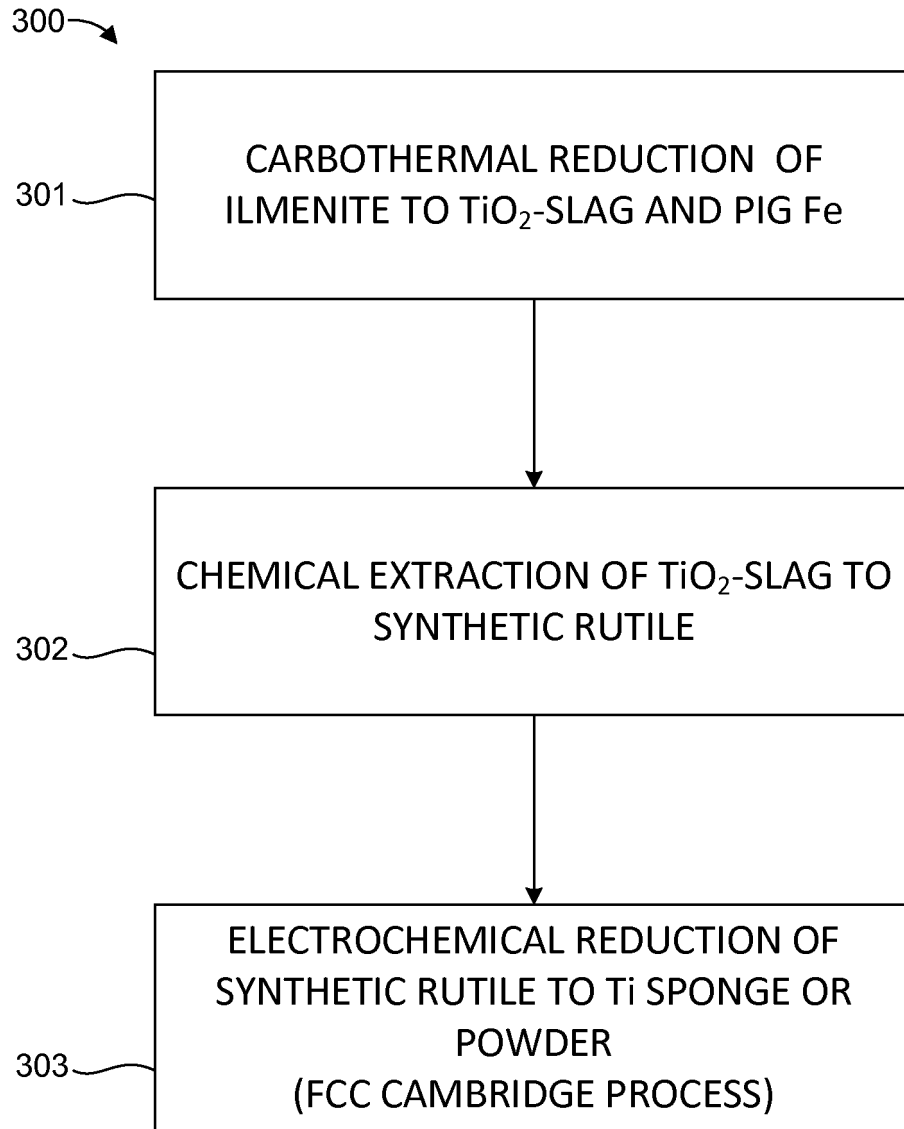 300
CARBOTHERMAL REDUCTION OF
ILMENITE TO TiO₂-SLAG AND PIG Fe
301
CHEMICAL EXTRACTION OF TiO₂-SLAG TO
SYNTHETIC RUTILE
302
ELECTROCHEMICAL REDUCTION OF
SYNTHETIC RUTILE TO Ti SPONGE OR
POWDER
(FCC CAMBRIDGE PROCESS)
303